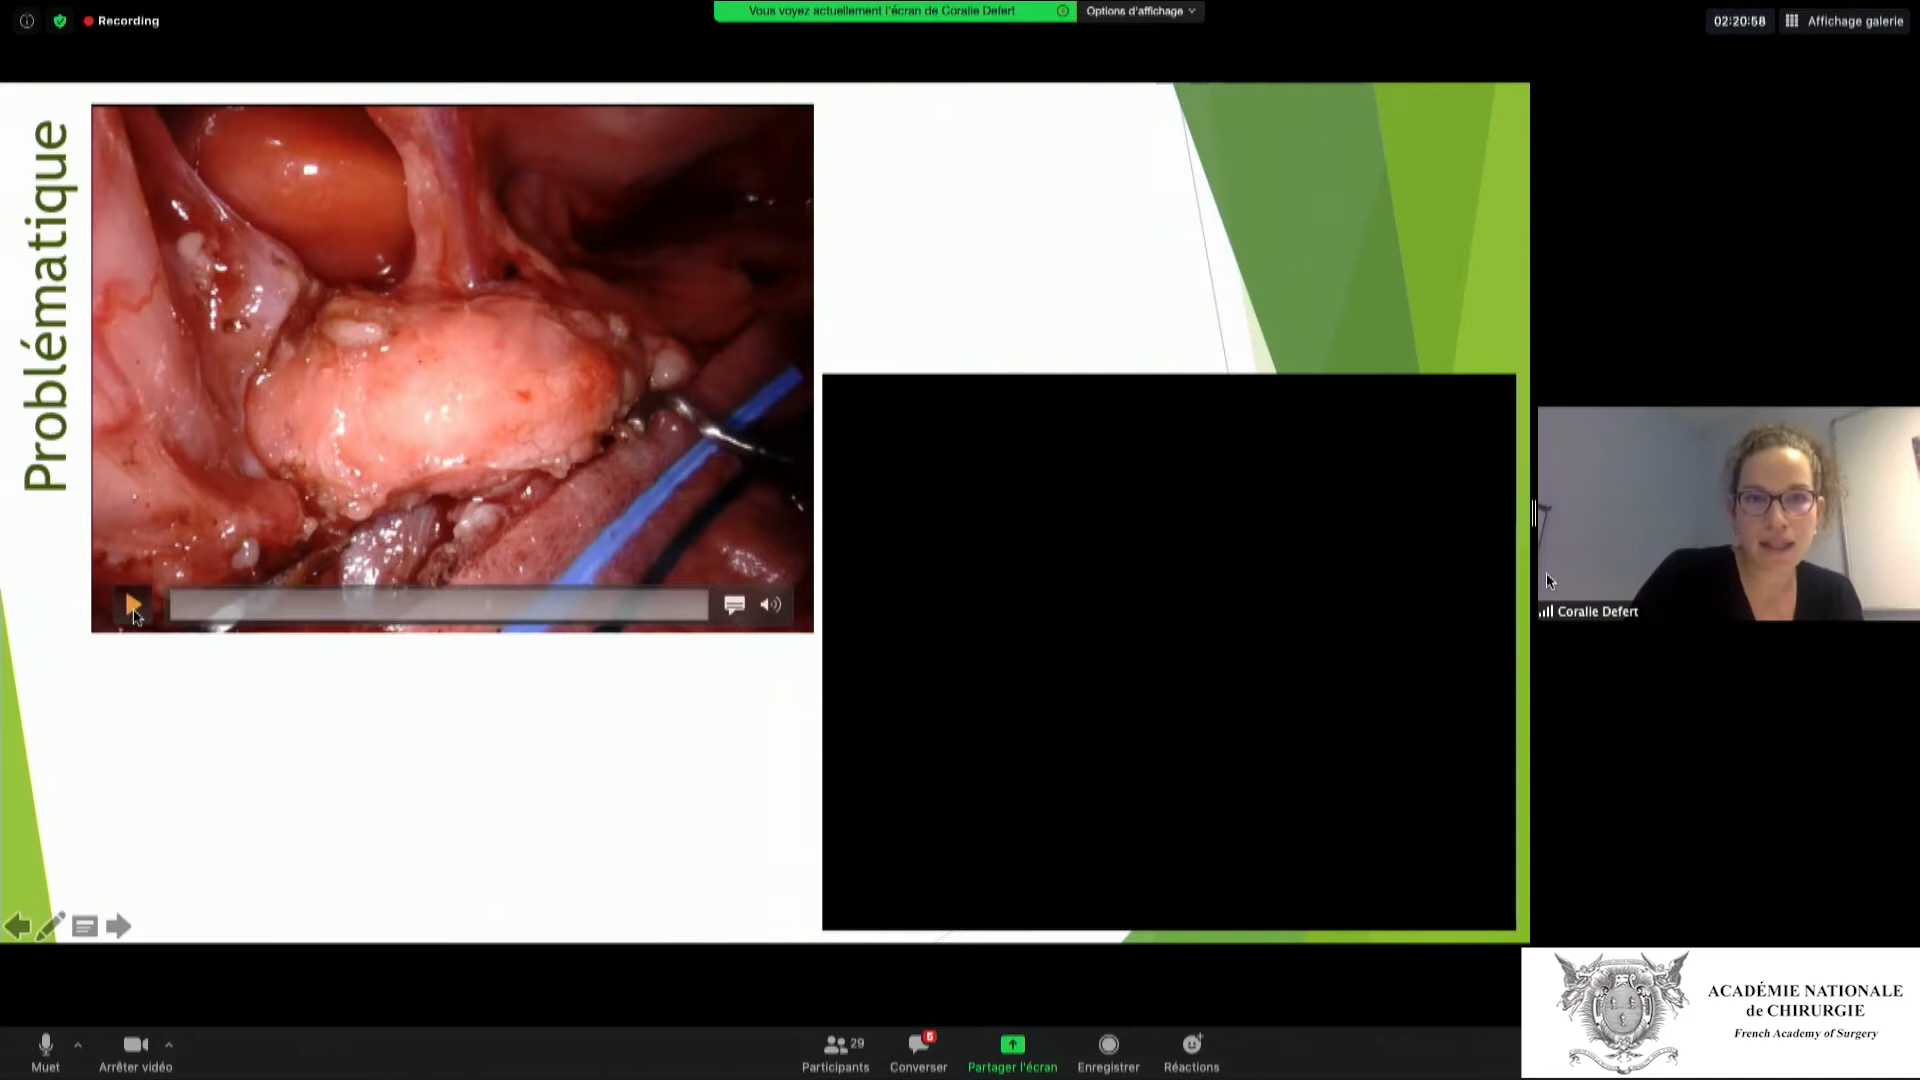 Recording
Vous voyez actuellement l'écran de Coralie Defert
Options d'affichage
02:20:58
Affichage galerie
Problématique
Coralie Defert
ACADÉMIE NATIONALE
de CHIRURGIE
French Academy of Surgery
Muet
Arrêter vidéo
29
Participants
6
Converser
Partager l'écran
Enregistrer
Réactions